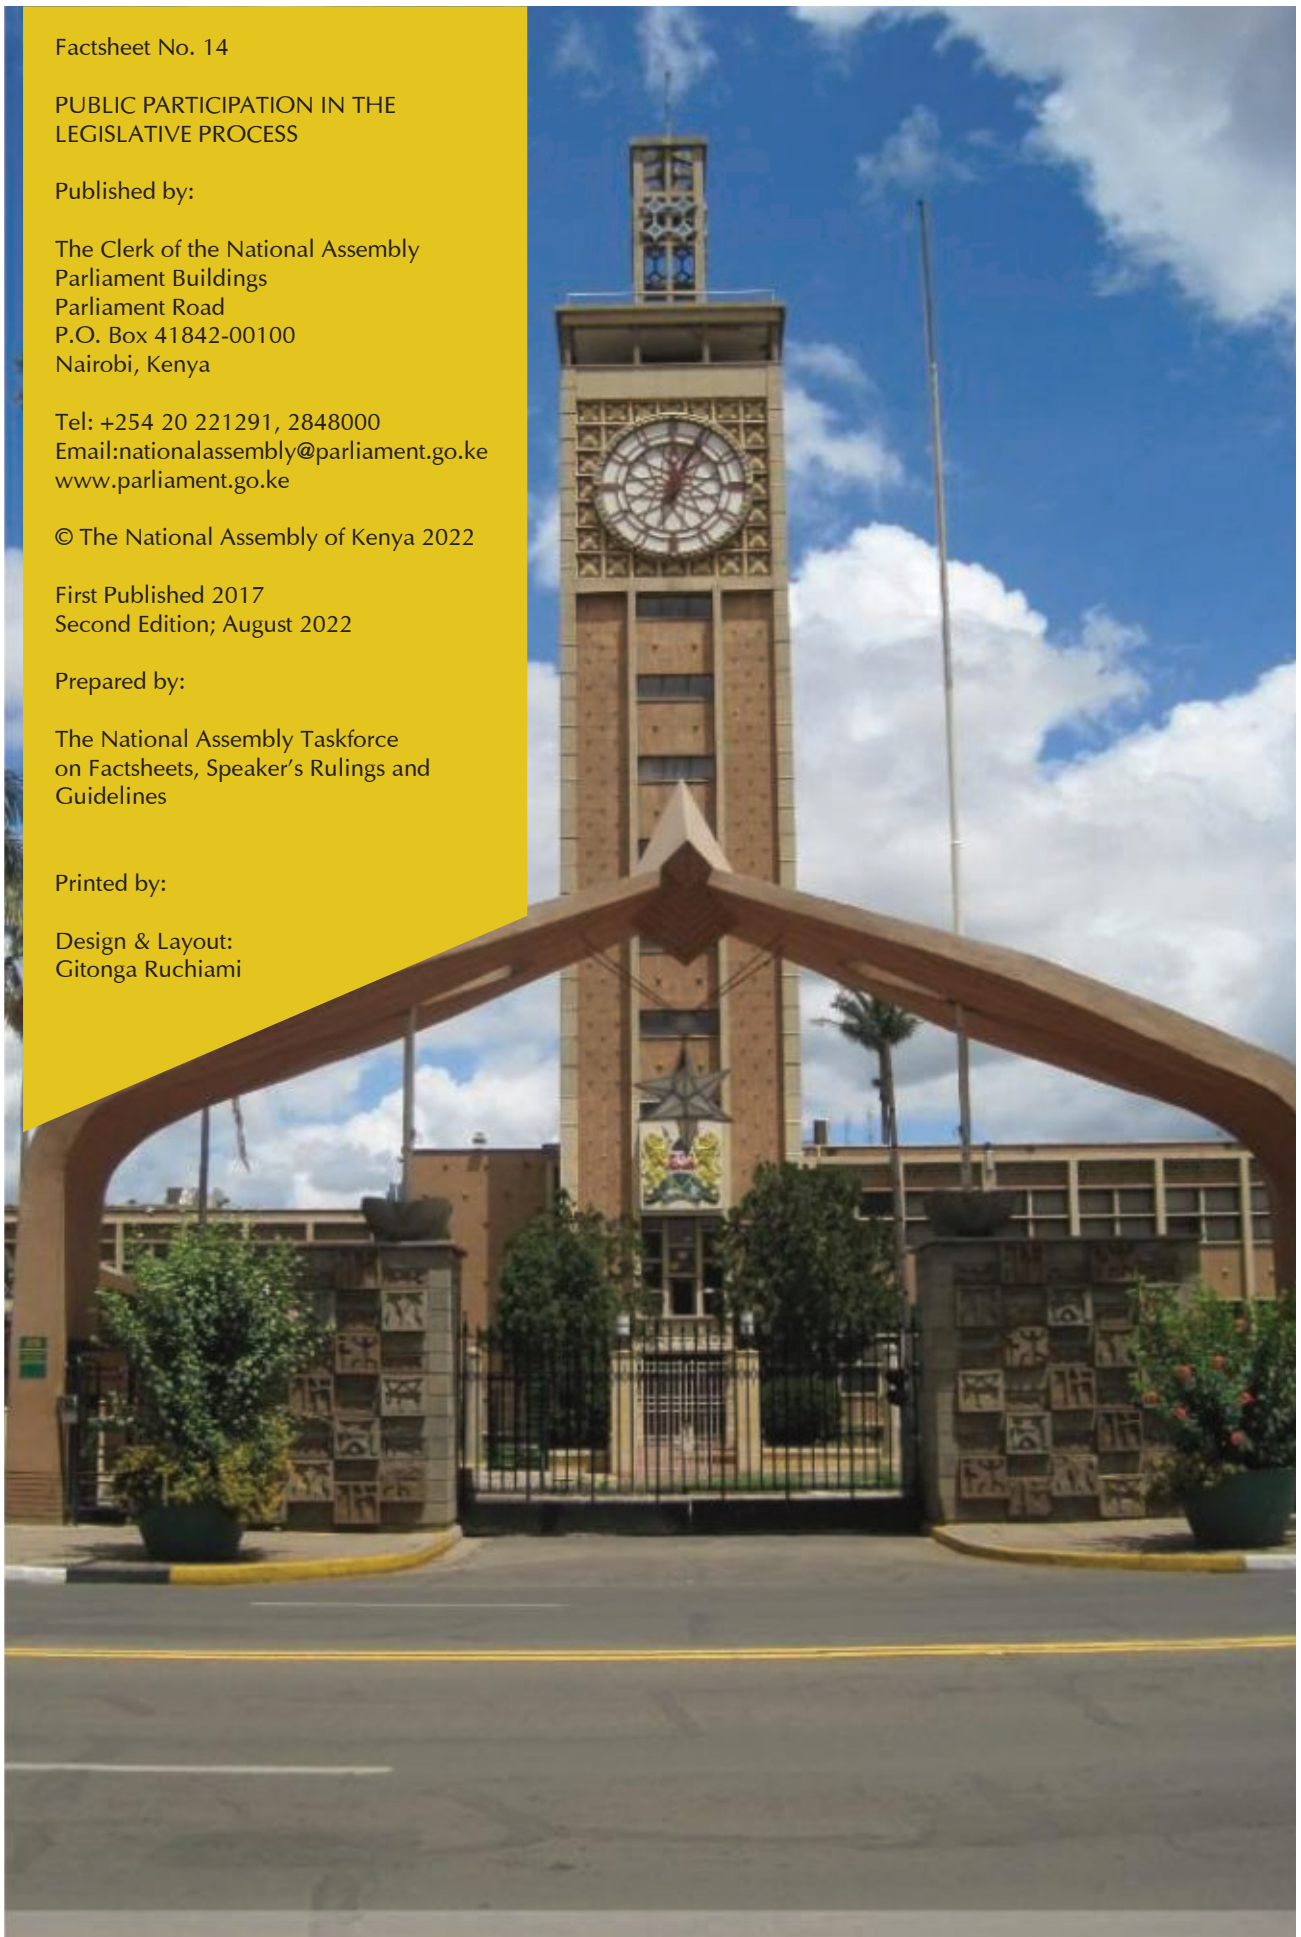 Factsheet No. 14
PUBLIC PARTICIPATION IN THE
LEGISLATIVE PROCESS
Published by:
The Clerk of the National Assembly
Parliament Buildings
Parliament Road
P.O. Box 41842-00100
Nairobi, Kenya
Tel: +254 20 221291, 2848000
Email:nationalassembly@parliament.go.ke
www.parliament.go.ke
© The National Assembly of Kenya 2022
First Published 2017
Second Edition; August 2022
Prepared by:
The National Assembly Taskforce
on Factsheets, Speaker’s Rulings and
Guidelines
Printed by:
Design & Layout:
Gitonga Ruchiami